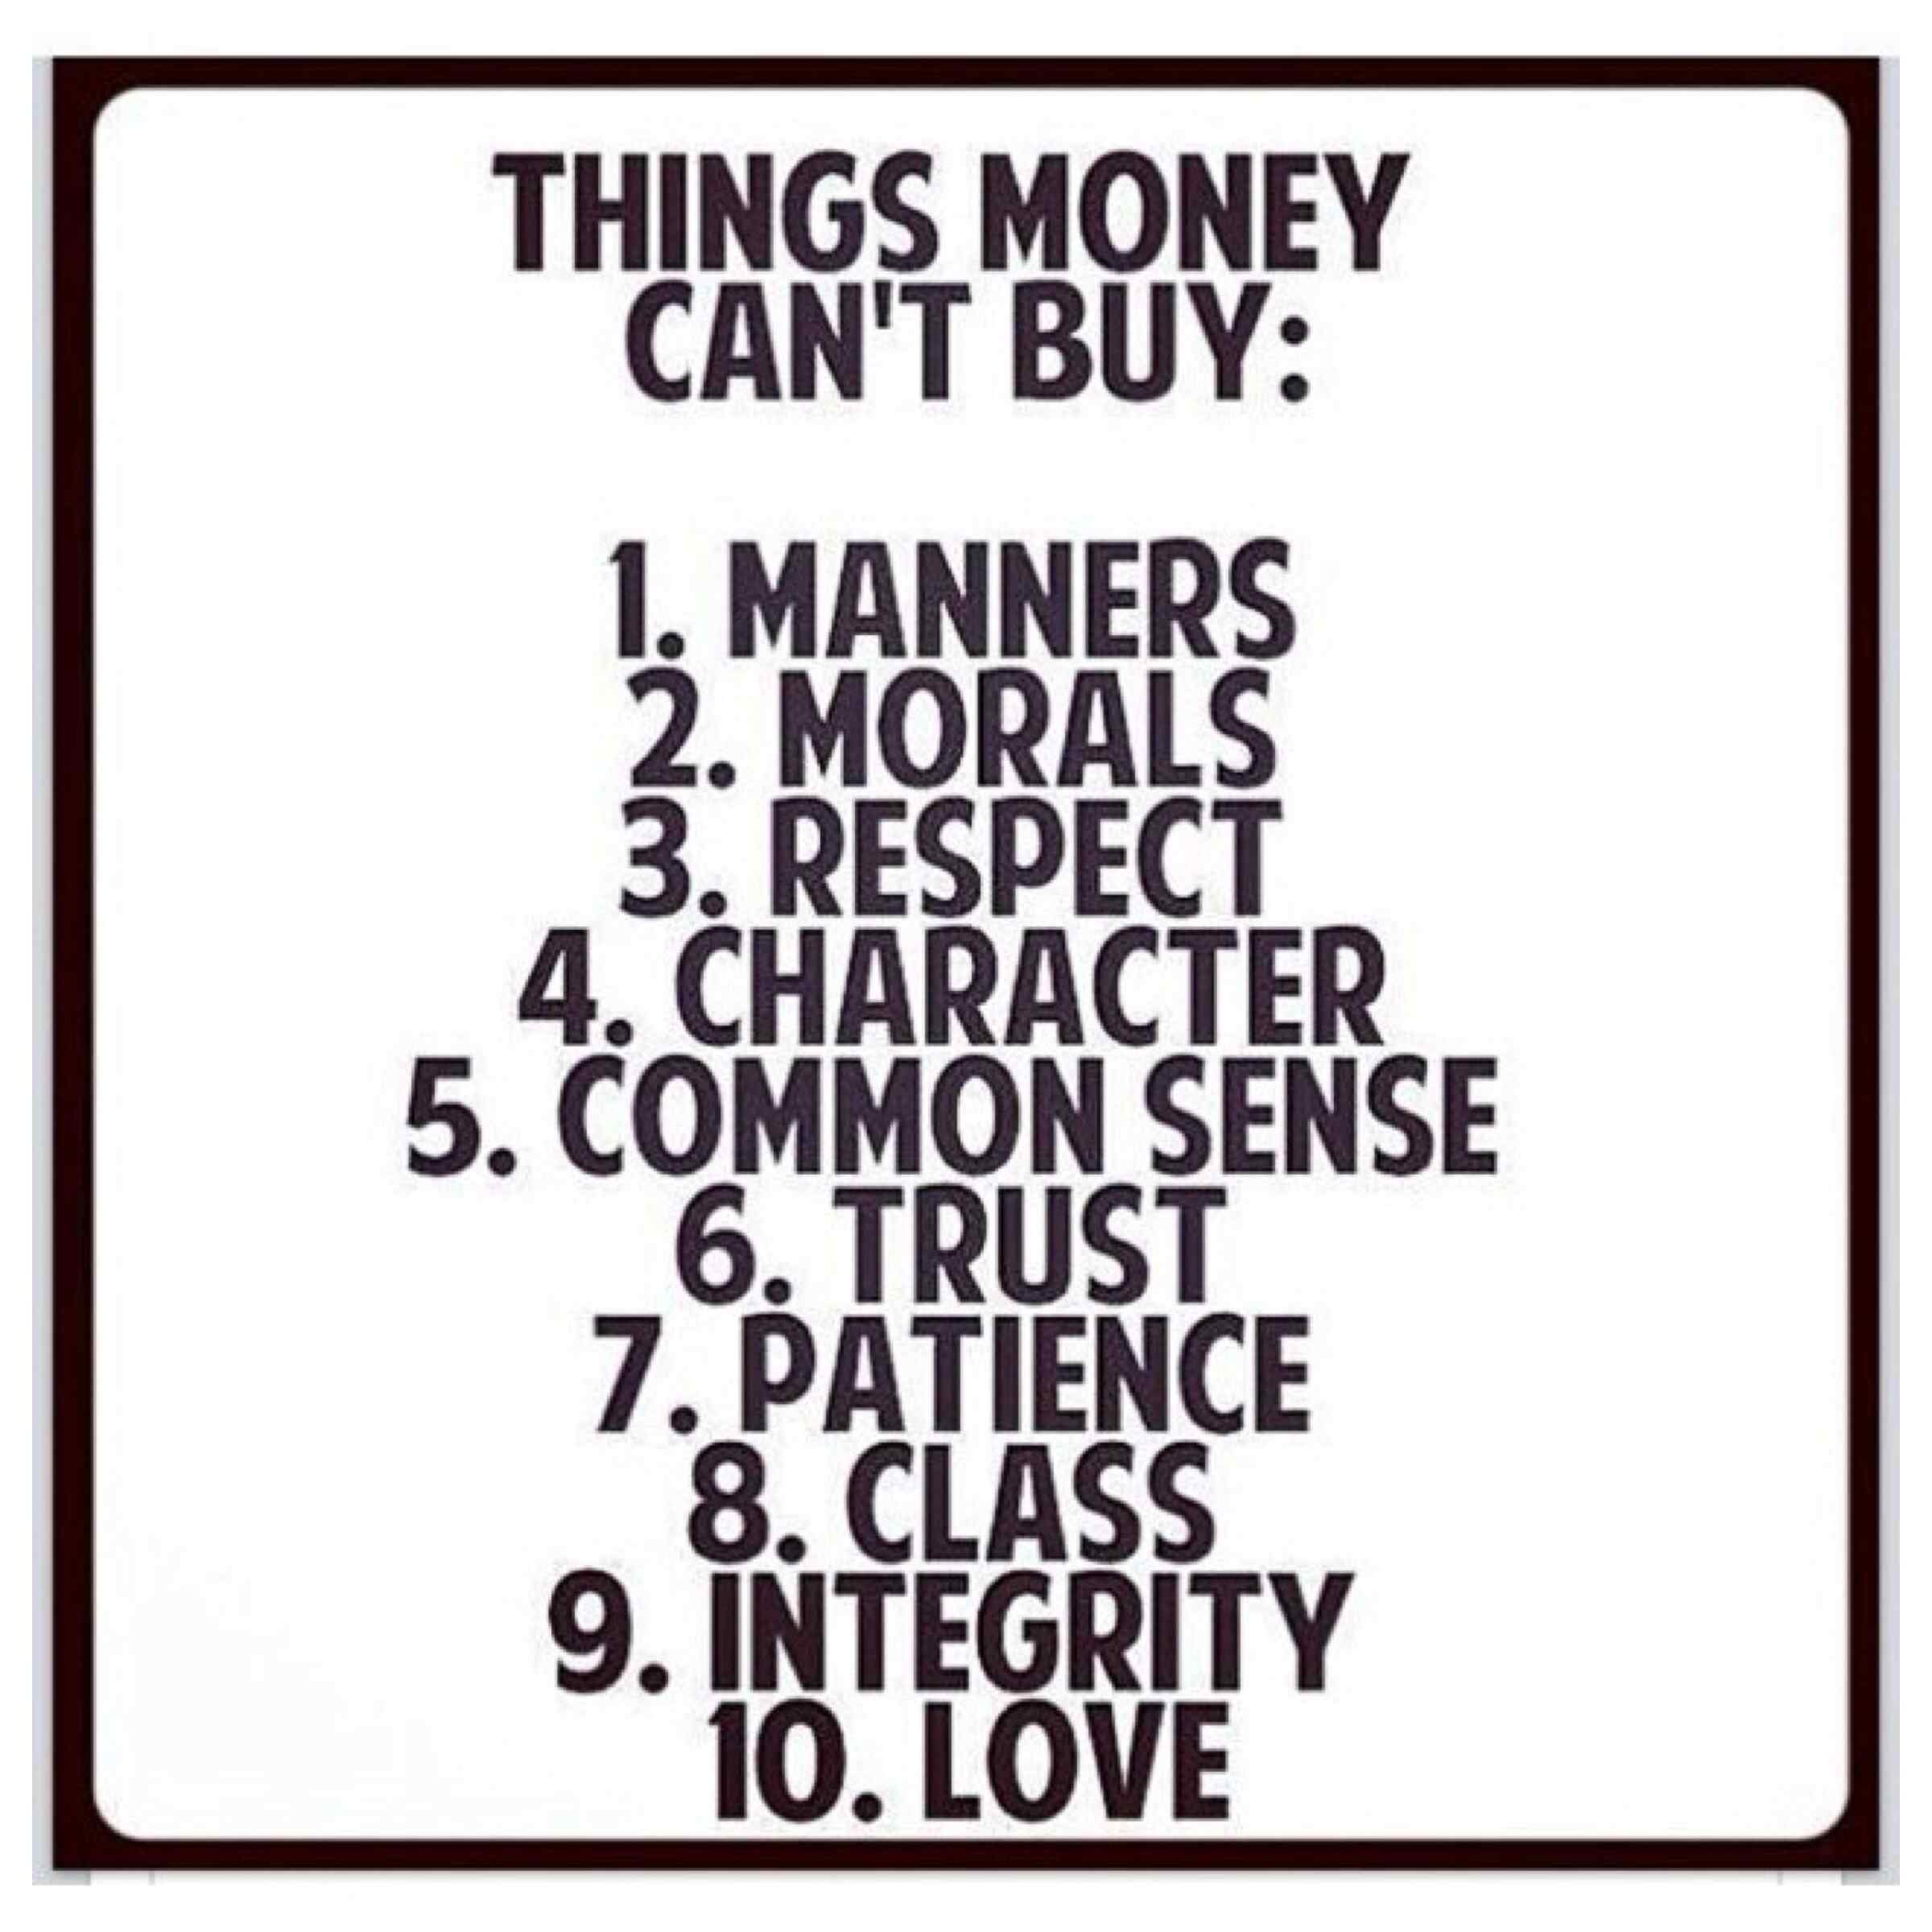 THINGS MONEY
CAN'T BUY:
1. MANNERS
2. MORALS
3. RESPECT
4. CHARACTER
5. COMMON SENSE
6. TRUST
7. PATIENCE
8. CLASS
9. INTEGRITY
10. LOVE